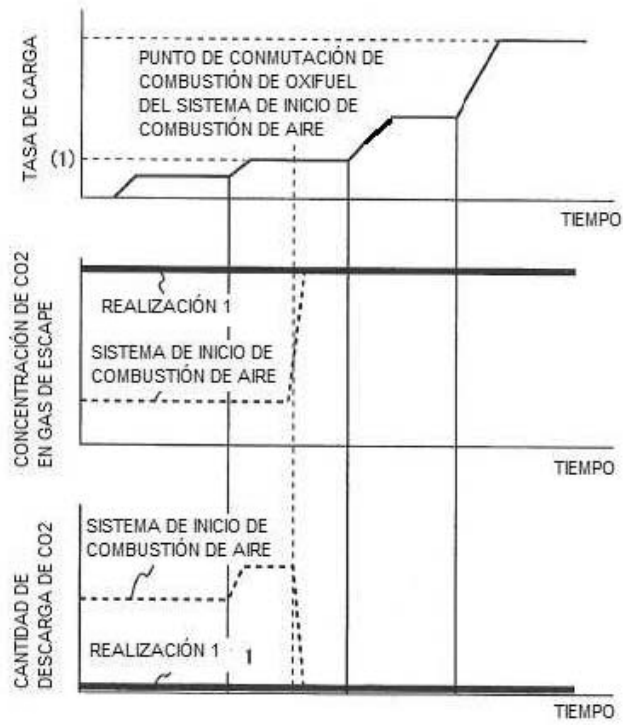 TASA DE CARGA
PUNTO DE CONMUTACIÓN DE
COMBUSTIÓN DE OXIFUEL
DEL SISTEMA DE INICIO DE
COMBUSTIÓN DE AIRE
(1)
TIEMPO
CONCENTRACIÓN DE CO2
EN GAS DE ESCAPE
REALIZACIÓN 1
SISTEMA DE INICIO DE
COMBUSTIÓN DE AIRE
TIEMPO
CANTIDAD DE
DESCARGA DE CO2
SISTEMA DE INICIO DE
COMBUSTIÓN DE AIRE
REALIZACIÓN 1 1
TIEMPO